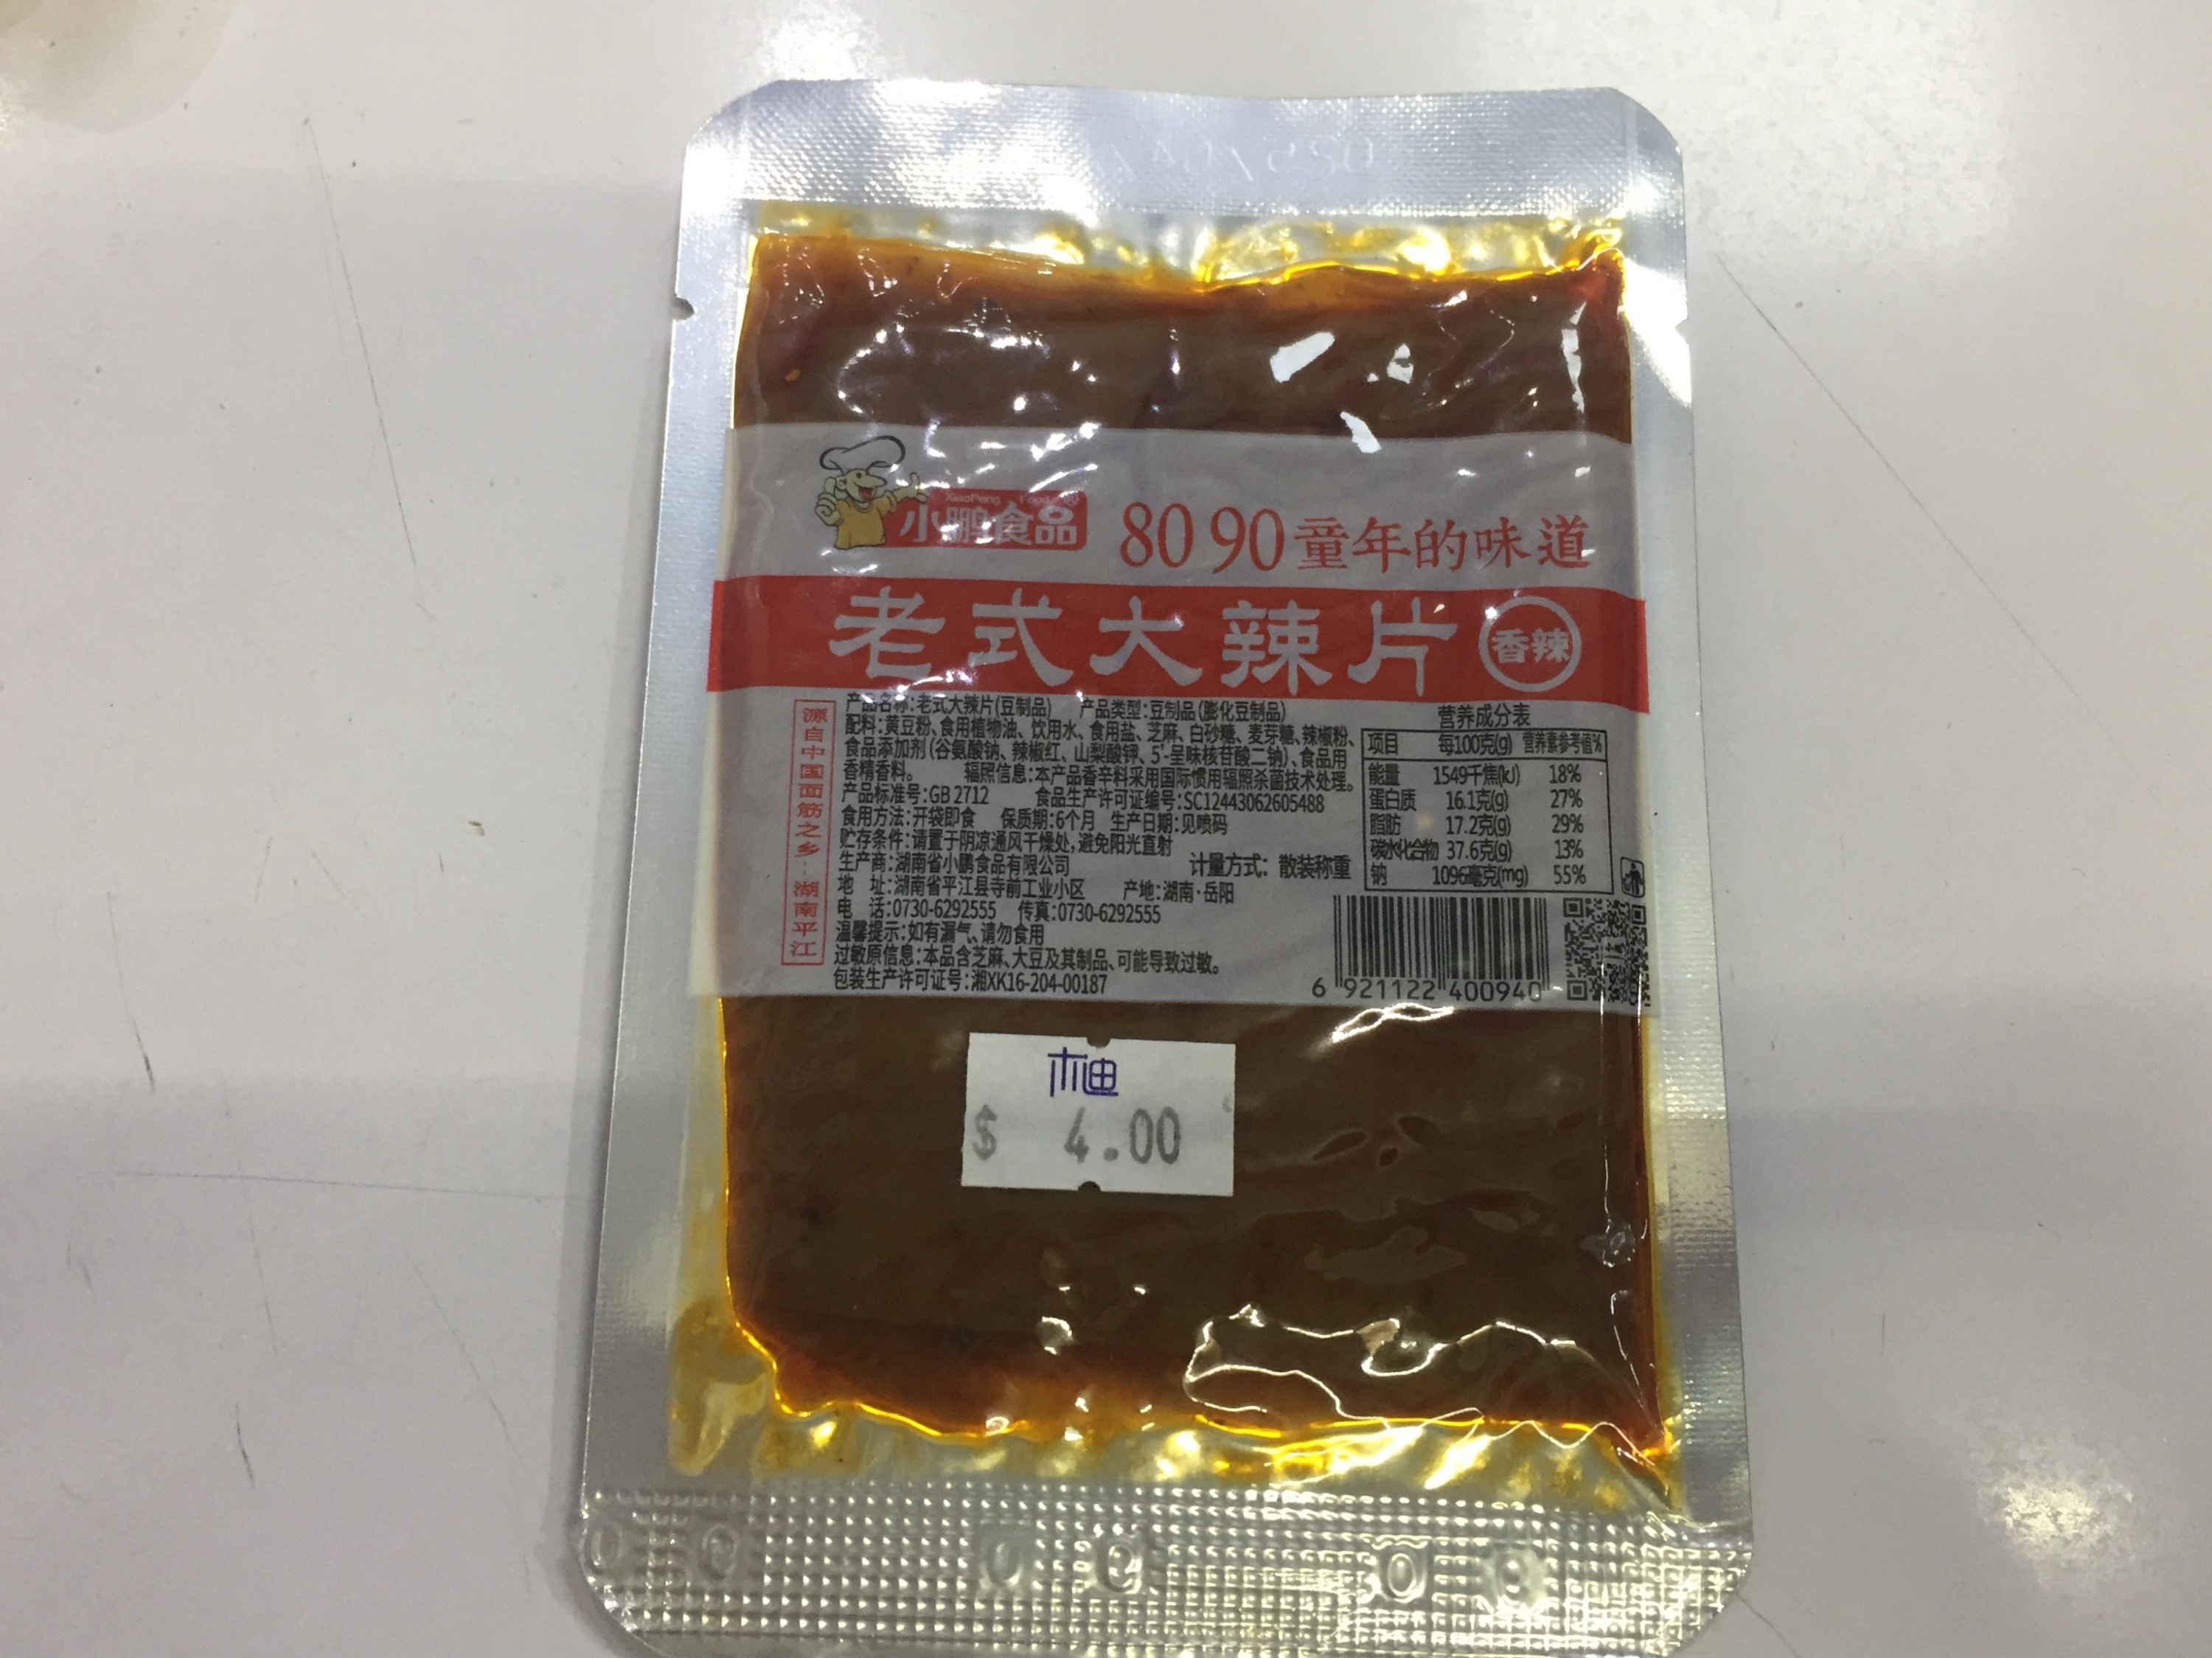 小鹏食品
80 90 童年的味道
老式大辣片 香辣
源自中国面筋之乡-湖南平江
产品名称:老式大辣片(豆制品) 产品类型:豆制品(膨化豆制品)
配料:黄豆粉、食用植物油、饮用水、食用盐、芝麻、白砂糖、麦芽糖、辣椒粉、
食品添加剂(谷氨酸钠、辣椒红、山梨酸钾、5'-呈味核苷酸二钠)、食品用
香精香料。 辐照信息:本产品香辛料采用国际惯用辐照杀菌技术处理。
产品标准号:GB 2712 食品生产许可证编号:SC12443062605488
食用方法:开袋即食 保质期:6个月 生产日期:见喷码
贮存条件:请置于阴凉通风干燥处,避免阳光直射
生产商:湖南省小鹏食品有限公司 计量方式:散装称重
地 址:湖南省平江县寺前工业小区 产地:湖南·岳阳
电 话:0730-6292555 传真:0730-6292555
温馨提示:如有漏气、请勿食用
过敏原信息:本品含芝麻、大豆及其制品、可能导致过敏。
包装生产许可证号:湘XK16-204-00187
营养成分表
项目 每100克(g) 营养素参考值%
能量 1549千焦(kJ) 18%
蛋白质 16.1克(g) 27%
脂肪 17.2克(g) 29%
碳水化合物 37.6克(g) 13%
钠 1096毫克(mg) 55%
6 921122 400940
$ 4.00